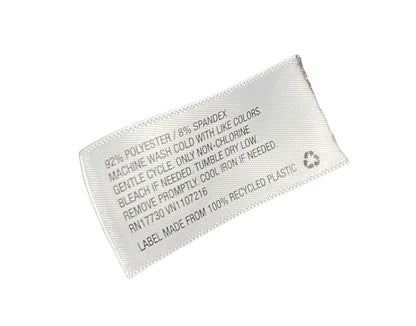 92% POLYESTER / 8% SPANDEX
MACHINE WASH COLD WITH LIKE COLORS.
GENTLE CYCLE. ONLY NON-CHLORINE
BLEACH IF NEEDED. TUMBLE DRY LOW.
REMOVE PROMPTLY. COOL IRON IF NEEDED.
RN17730 VN1107216
LABEL MADE FROM 100% RECYCLED PLASTIC